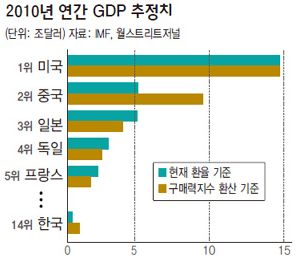 2010년 연간 GDP 추정치
(단위: 조달러) 자료: IMF, 월스트리트저널
1위 미국
2위 중국
3위 일본
4위 독일
5위 프랑스
14위 한국
현재 환율 기준
구매력지수 환산 기준
0 5 10 15